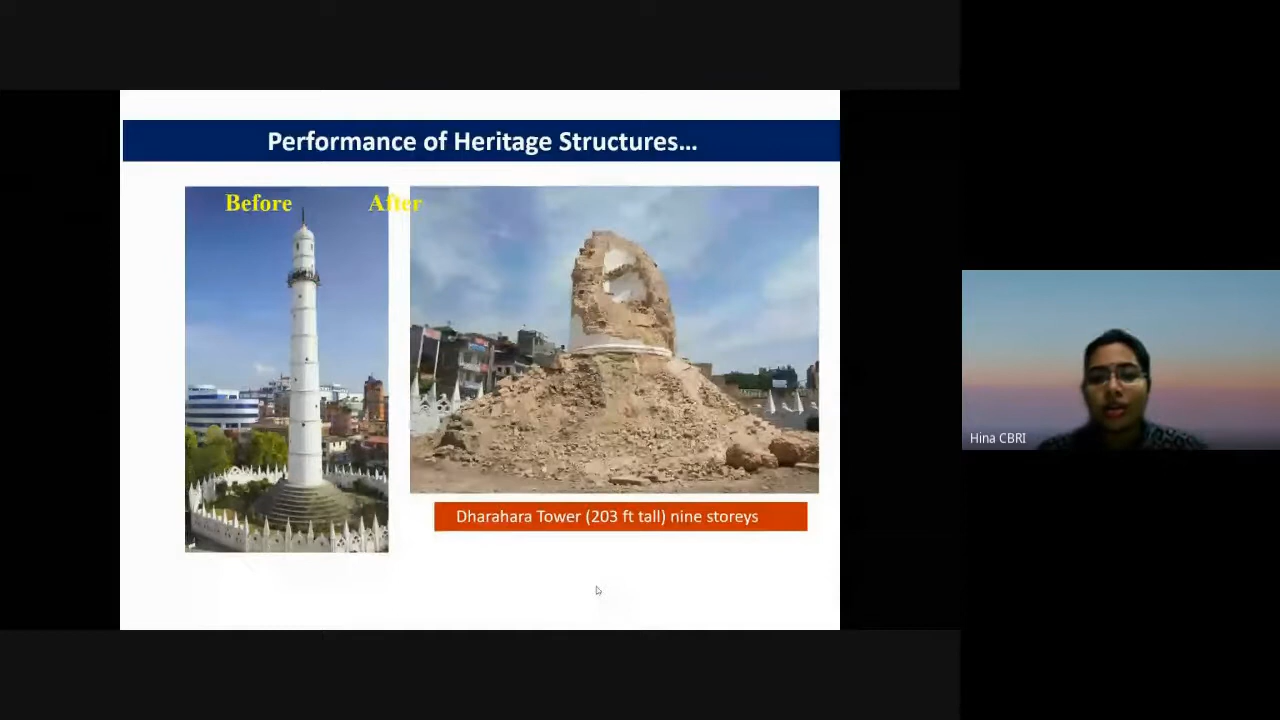 Performance of Heritage Structures...
Before After
Dharahara Tower (203 ft tall) nine storeys
Hina CBRI